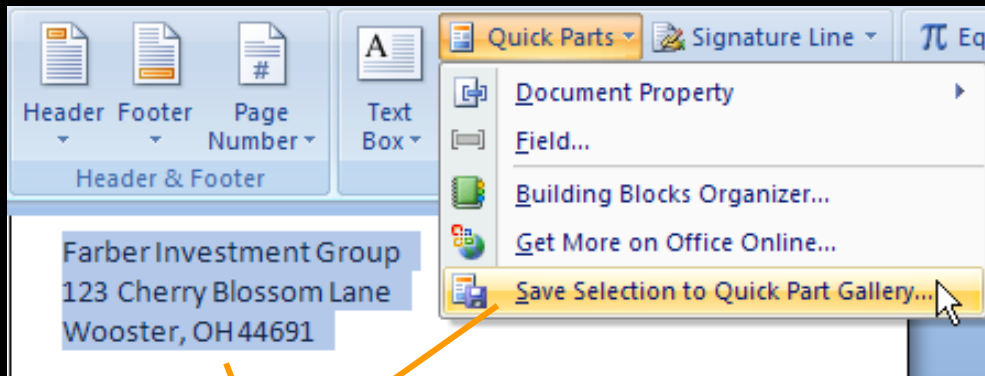 Header Footer Page Number
Header & Footer
A
#
Text Box
Quick Parts
Signature Line
π Eq
Document Property
Field...
Building Blocks Organizer...
Get More on Office Online...
Save Selection to Quick Part Gallery...
Farber Investment Group
123 Cherry Blossom Lane
Wooster, OH 44691